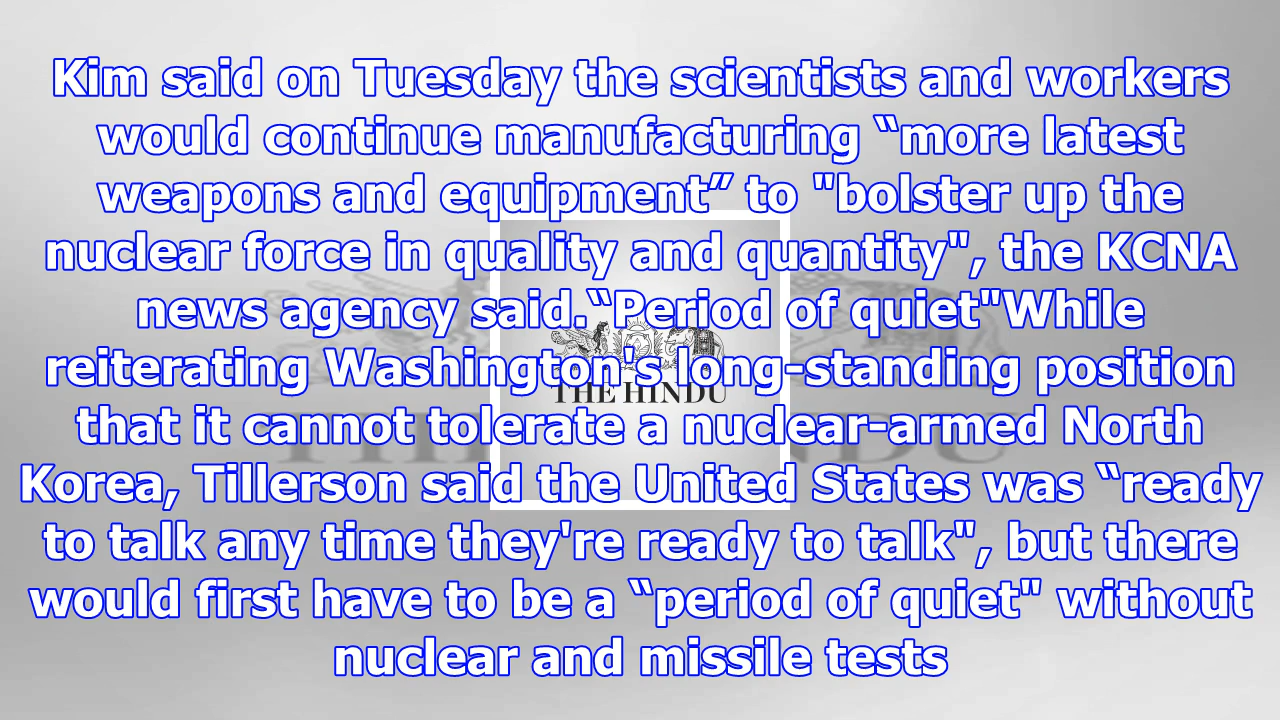 Kim said on Tuesday the scientists and workers
would continue manufacturing “more latest
weapons and equipment” to "bolster up the
nuclear force in quality and quantity", the KCNA
news agency said.“Period of quiet"While
reiterating Washington's long-standing position
THE HINDU
that it cannot tolerate a nuclear-armed North
Korea, Tillerson said the United States was “ready
to talk any time they're ready to talk", but there
would first have to be a “period of quiet" without
nuclear and missile tests